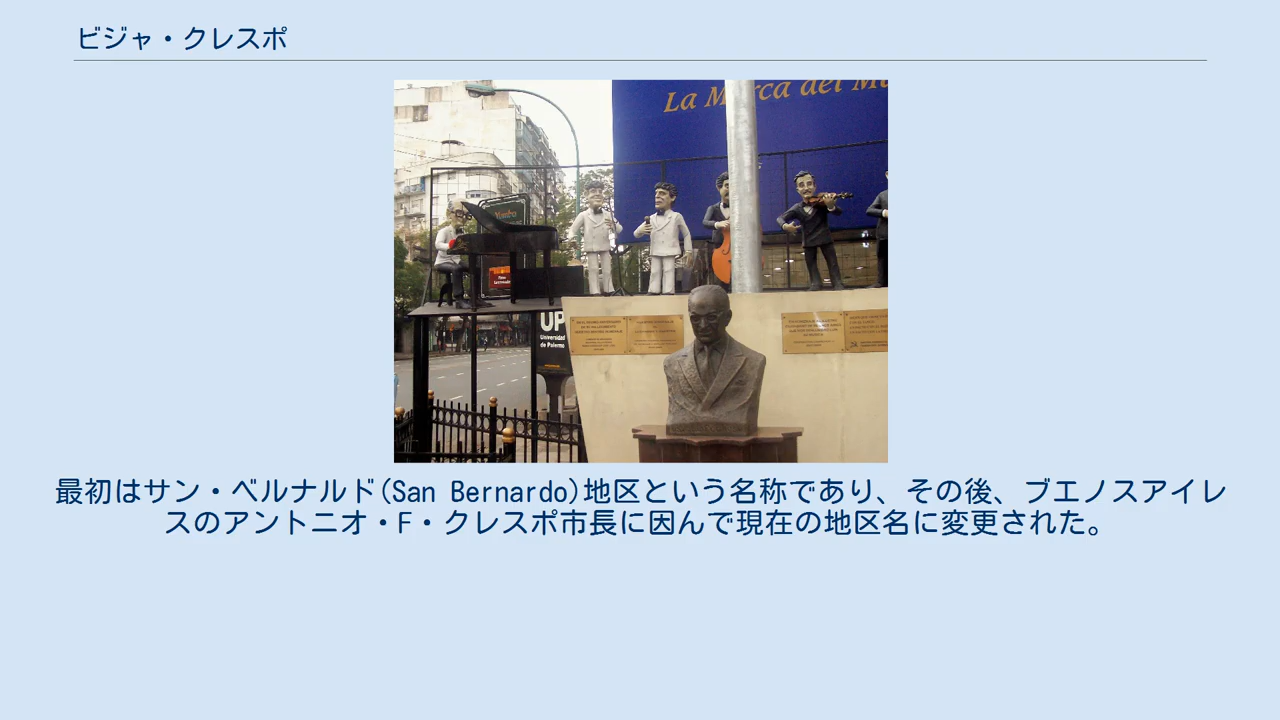 ビジャ・クレスポ
La M rca del M
UP
Universidad
de Palermo
最初はサン・ベルナルド(San Bernardo)地区という名称であり、その後、ブエノスアイレ
スのアントニオ・F・クレスポ市長に因んで現在の地区名に変更された。